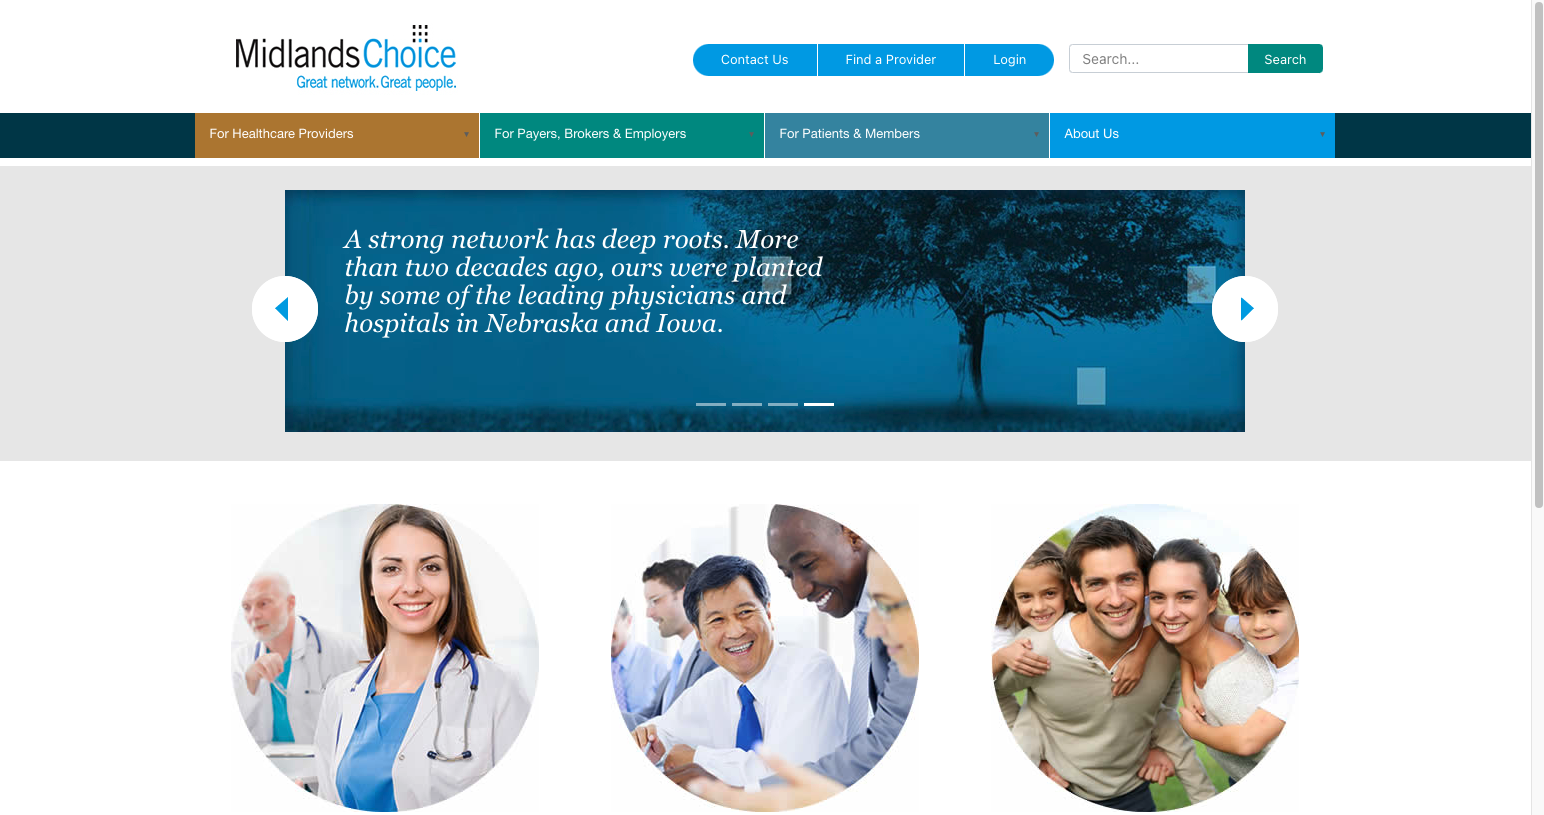 MidlandsChoice
Great network. Great people.
Contact Us
Find a Provider
Login
Search...
Search
For Healthcare Providers
For Payers, Brokers & Employers
For Patients & Members
About Us
A strong network has deep roots. More
than two decades ago, ours were planted
by some of the leading physicians and
hospitals in Nebraska and Iowa.